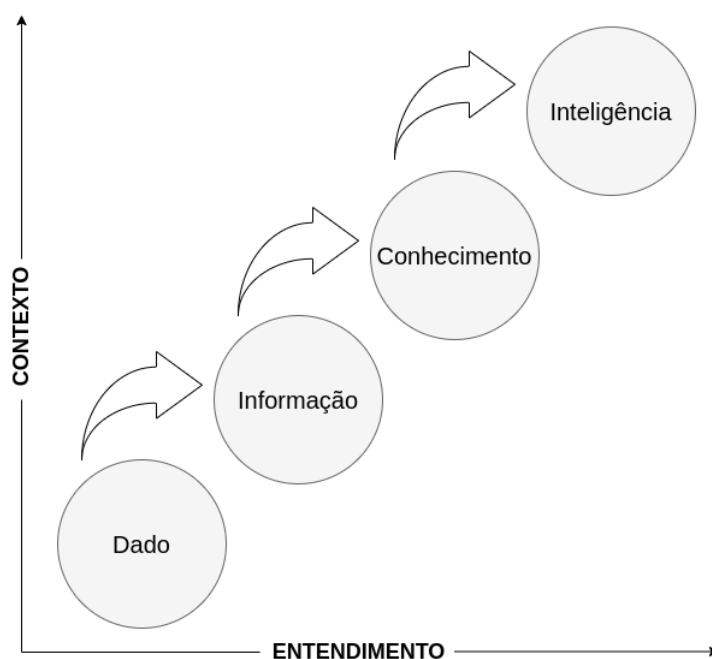 Inteligência
Conhecimento
Informação
Dado
CONTEXTO
ENTENDIMENTO